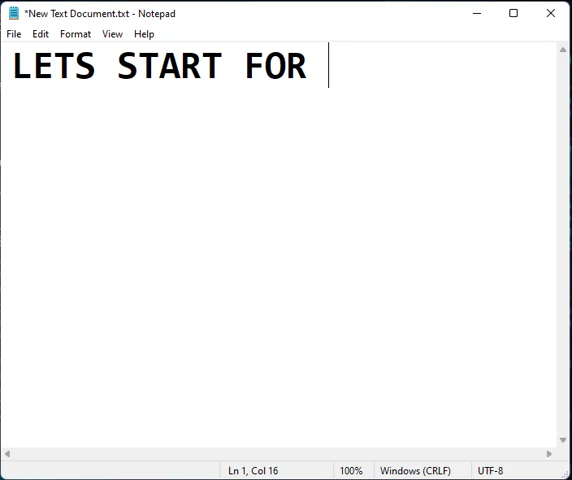 *New Text Document.txt - Notepad
File Edit Format View Help
LETS START FOR
Ln 1, Col 16 100% Windows (CRLF) UTF-8